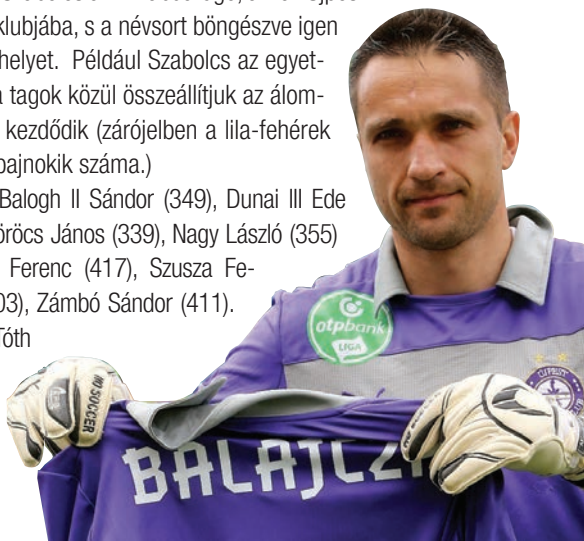 klubjába, s a névsort böngészve igen
helyet. Például Szabolcs az egyet-
tagok közül összeállítjuk az álom-
kezdődik (zárójelben a lila-fehérek
bajnokik száma.)
Balogh II Sándor (349), Dunai III Ede
János (339), Nagy László (355)
Ferenc (417), Szusza Fe-
Zámbó Sándor (411).
Tóth
otpbank
LIGA
SOCCER
BALAJCZ